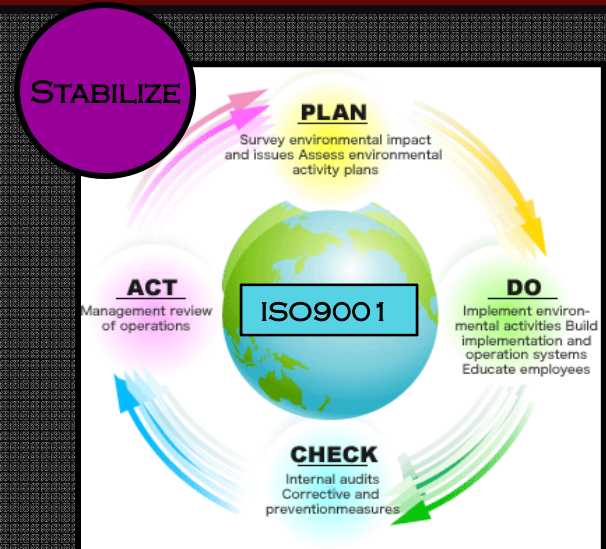 STABILIZE
PLAN
Survey environmental impact
and issues Assess environmental
activity plans
ACT
Management review
of operations
ISO9001
DO
Implement environ-
mental activities Build
implementation and
operation systems
Educate employees
CHECK
Internal audits
Corrective and
preventionmeasures